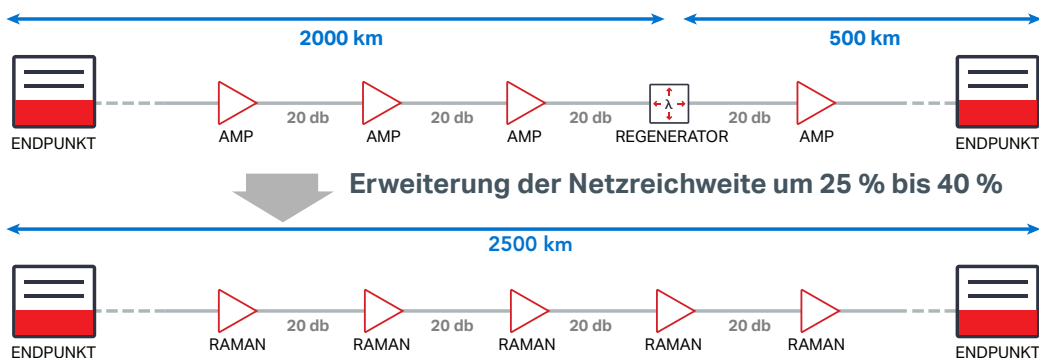 2000 km 500 km
λ
20 db 20 db 20 db 20 db
ENDPUNKT AMP AMP AMP REGENERATOR AMP ENDPUNKT
Erweiterung der Netzreichweite um 25 % bis 40 %
2500 km
20 db 20 db 20 db 20 db
ENDPUNKT RAMAN RAMAN RAMAN RAMAN RAMAN ENDPUNKT